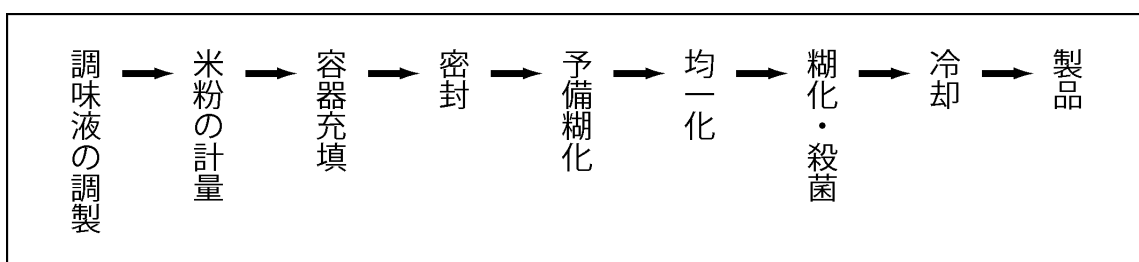 調味液の調製
米粉の計量
容器充填
密封
予備糊化
均一化
糊化・殺菌
冷却
製品